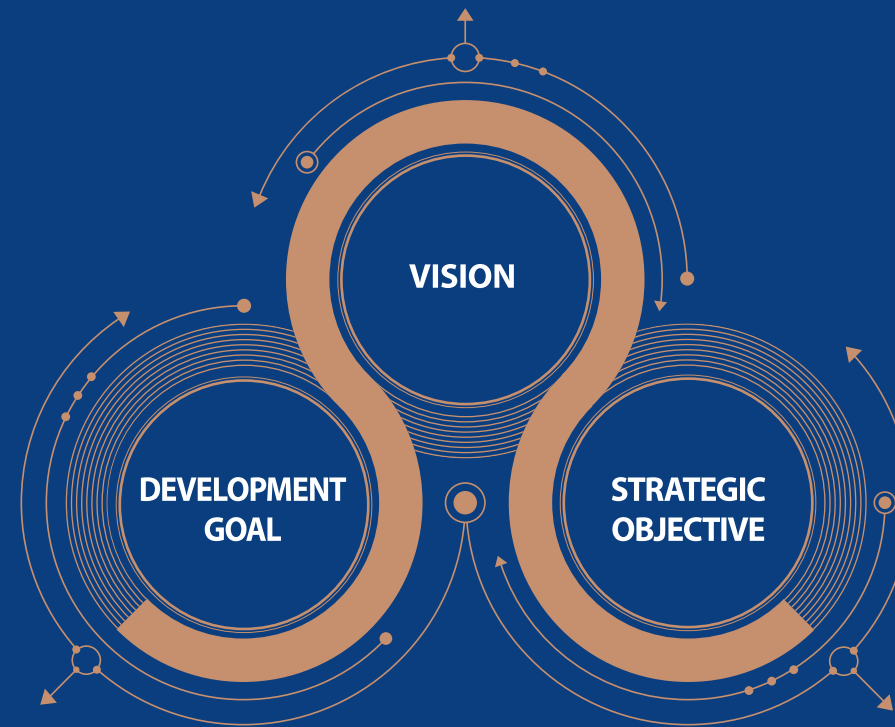 VISION
DEVELOPMENT
GOAL
STRATEGIC
OBJECTIVE